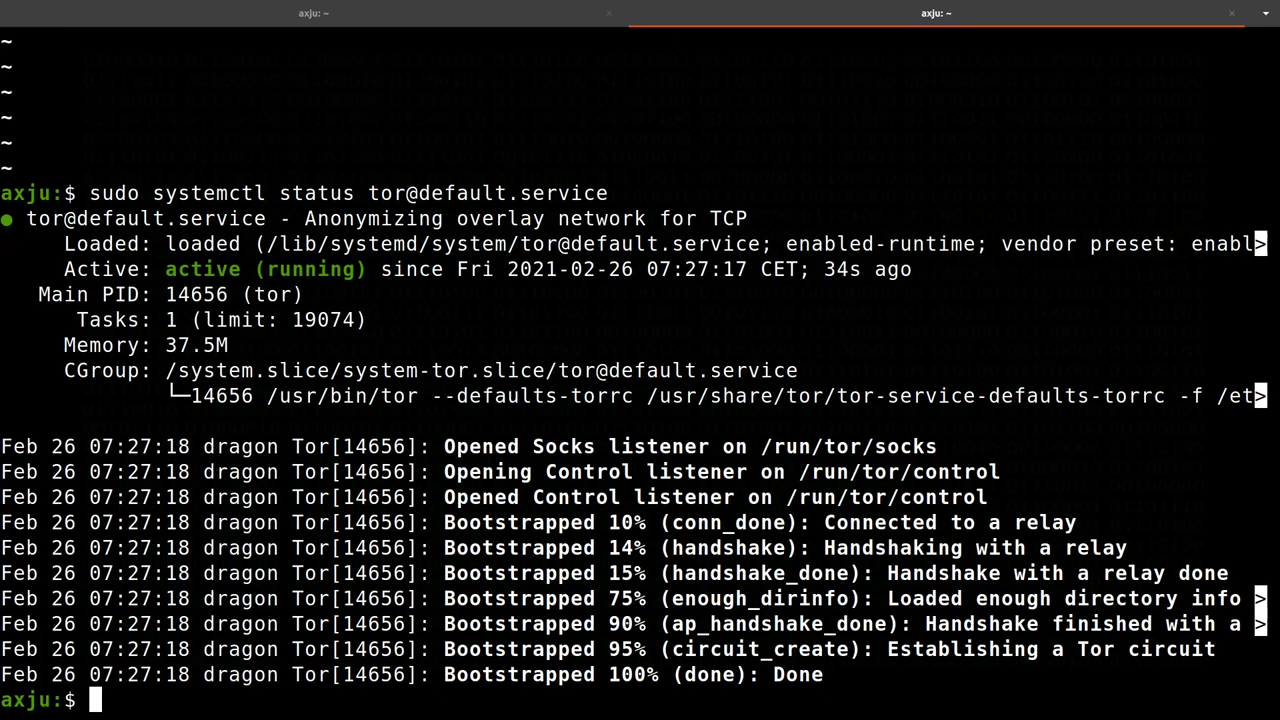 axju: ~ × axju: ~ ×
~
~
~
~
~
~
axju:$ sudo systemctl status tor@default.service
● tor@default.service - Anonymizing overlay network for TCP
Loaded: loaded (/lib/systemd/system/tor@default.service; enabled-runtime; vendor preset: enabl>
Active: active (running) since Fri 2021-02-26 07:27:17 CET; 34s ago
Main PID: 14656 (tor)
Tasks: 1 (limit: 19074)
Memory: 37.5M
CGroup: /system.slice/system-tor.slice/tor@default.service
└─14656 /usr/bin/tor --defaults-torrc /usr/share/tor/tor-service-defaults-torrc -f /et>
Feb 26 07:27:18 dragon Tor[14656]: Opened Socks listener on /run/tor/socks
Feb 26 07:27:18 dragon Tor[14656]: Opening Control listener on /run/tor/control
Feb 26 07:27:18 dragon Tor[14656]: Opened Control listener on /run/tor/control
Feb 26 07:27:18 dragon Tor[14656]: Bootstrapped 10% (conn_done): Connected to a relay
Feb 26 07:27:18 dragon Tor[14656]: Bootstrapped 14% (handshake): Handshaking with a relay
Feb 26 07:27:18 dragon Tor[14656]: Bootstrapped 15% (handshake_done): Handshake with a relay done
Feb 26 07:27:18 dragon Tor[14656]: Bootstrapped 75% (enough_dirinfo): Loaded enough directory info >
Feb 26 07:27:18 dragon Tor[14656]: Bootstrapped 90% (ap_handshake_done): Handshake finished with a >
Feb 26 07:27:18 dragon Tor[14656]: Bootstrapped 95% (circuit_create): Establishing a Tor circuit
Feb 26 07:27:18 dragon Tor[14656]: Bootstrapped 100% (done): Done
axju:$